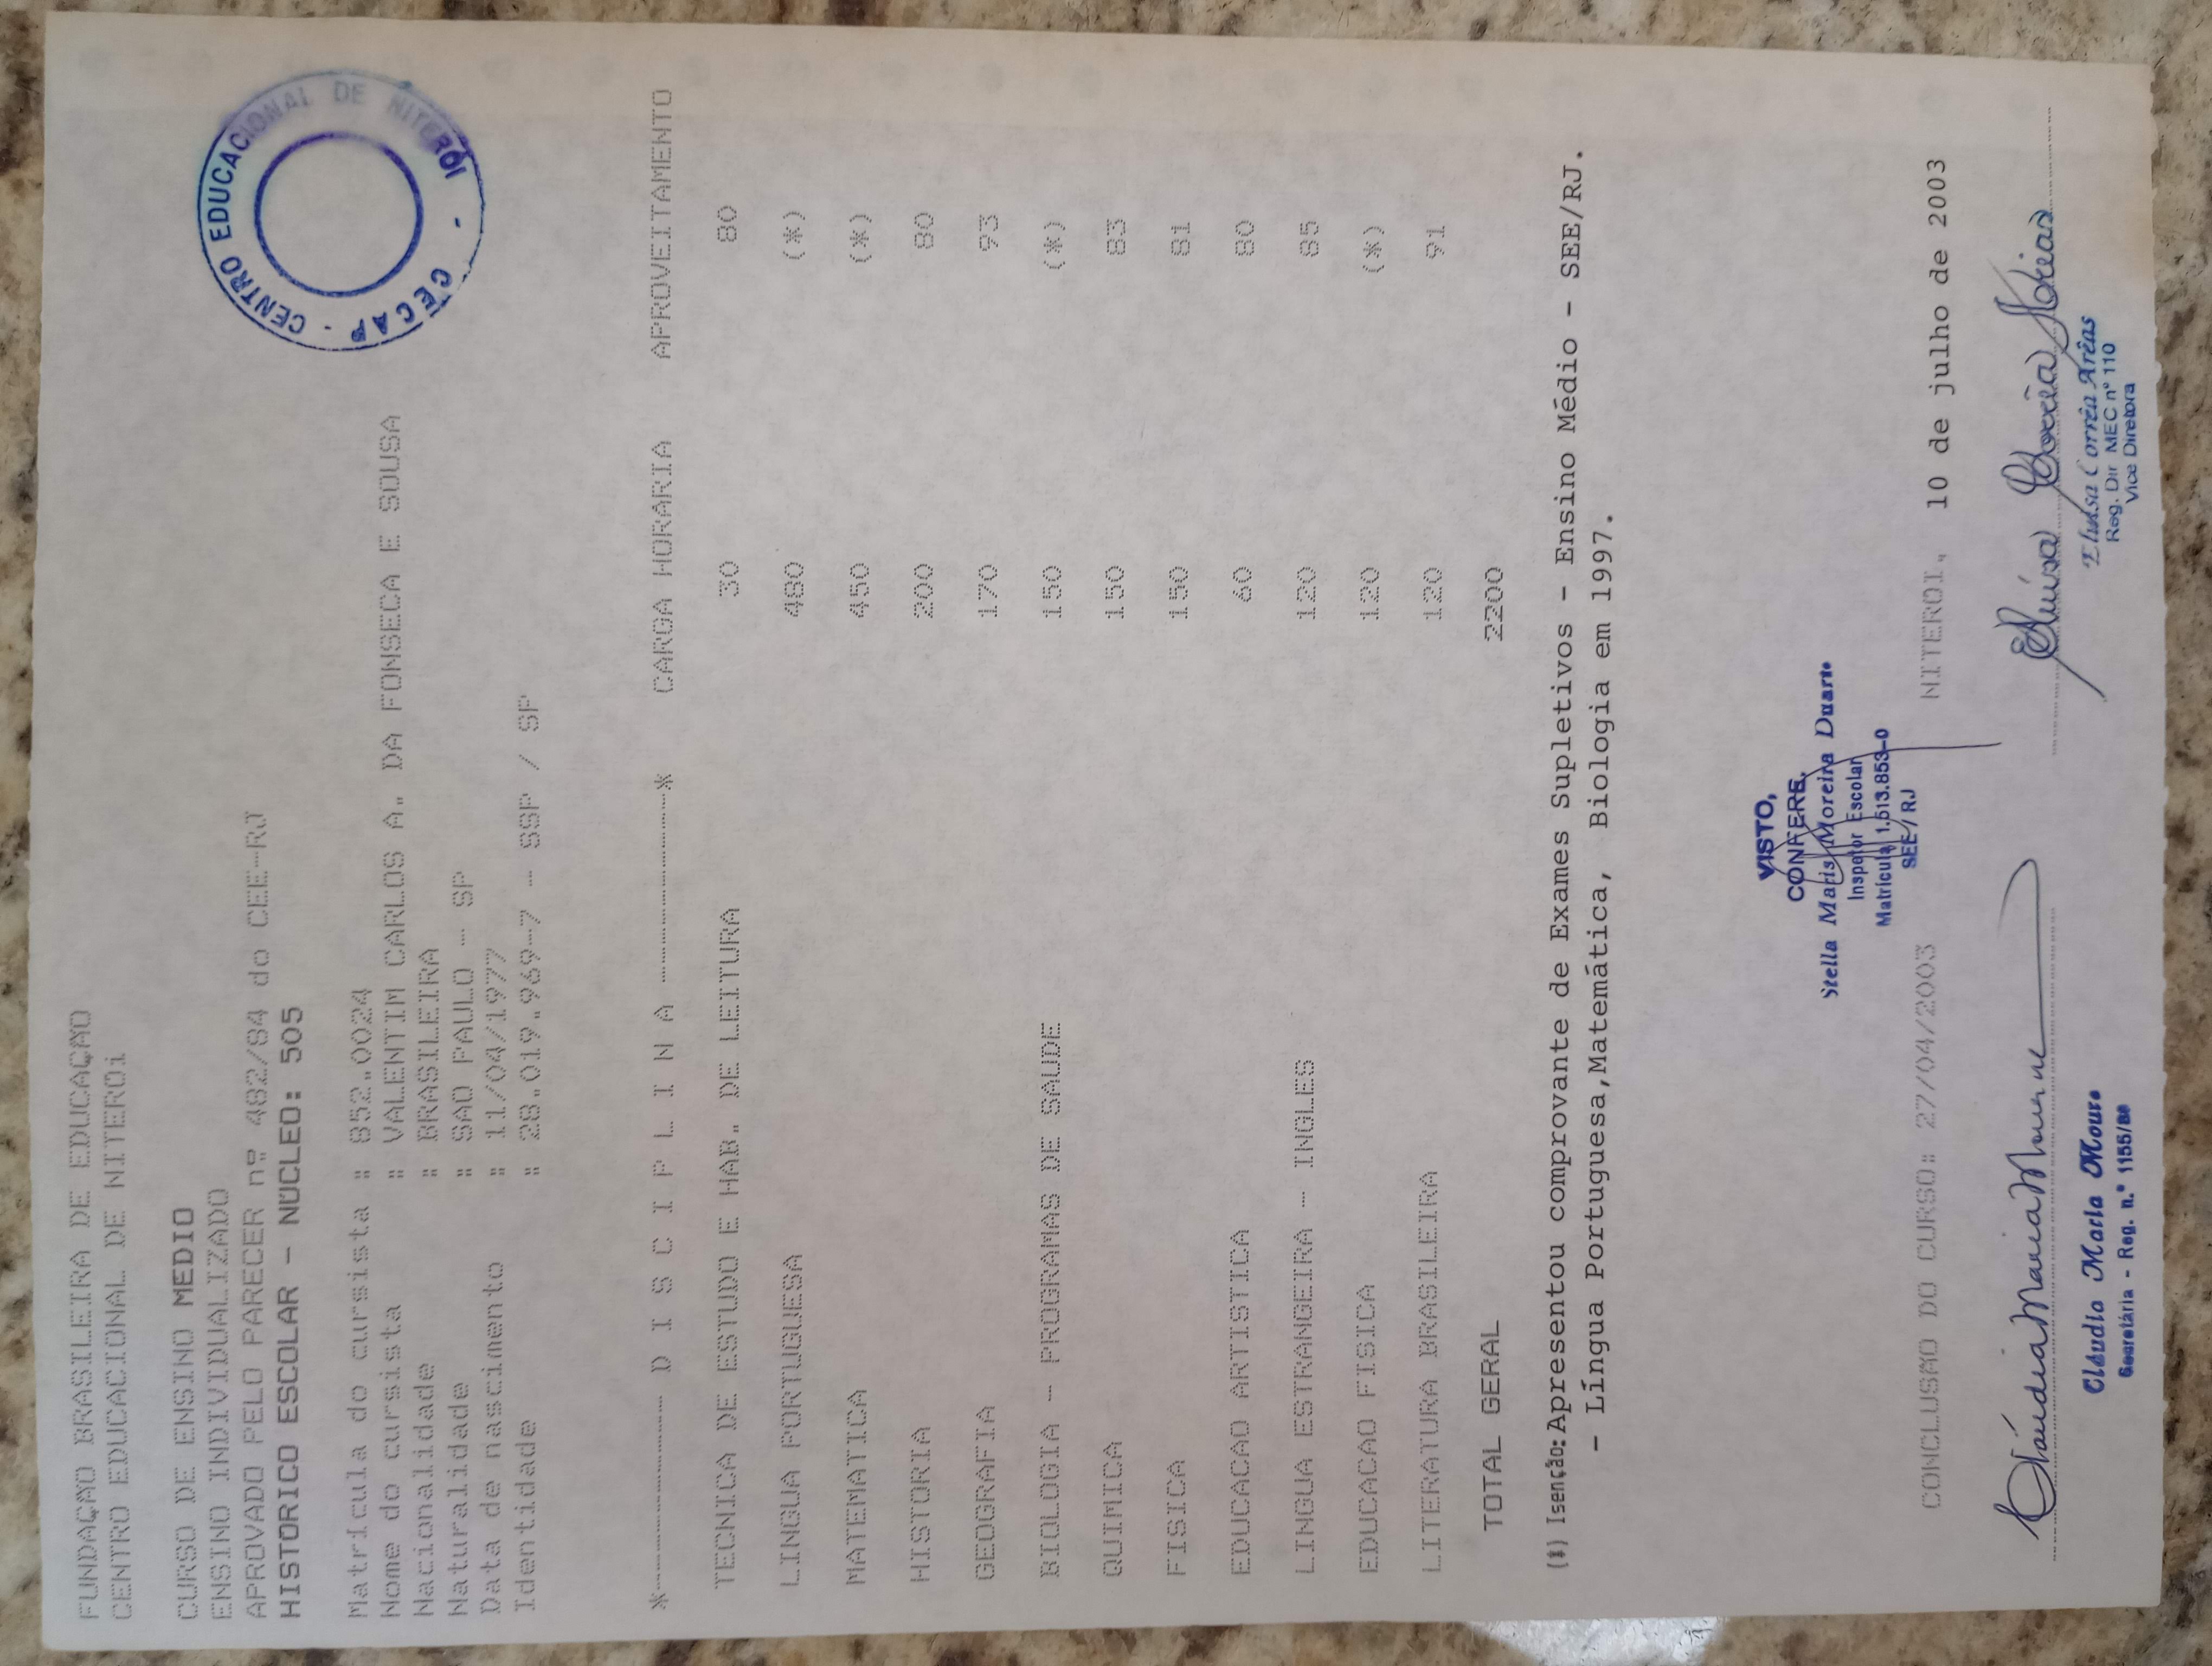 FUNDAÇÃO BRASILEIRA DE EDUCAÇÃO
CENTRO EDUCACIONAL DE NITEROi
CURSO DE ENSINO MEDIO
ENSINO INDIVIDUALIZADO
APROVADO PELO PARECER nº 482/84 do CEE-RJ
HISTORICO ESCOLAR - NUCLEO: 505
CECAP - CENTRO EDUCACIONAL DE NITERÓI -
Matrícula do cursista : 852.0024
Nome do cursista : VALENTIM CARLOS A. DA FONSECA E SOUSA
Nacionalidade : BRASILEIRA
Naturalidade : SAO PAULO - SP
Data de nascimento : 11/04/1977
Identidade : 28.019.969-7 - SSP / SP
*---------- D I S C I P L I N A ----------* CARGA HORARIA APROVEITAMENTO
TECNICA DE ESTUDO E HAB. DE LEITURA 30 80
LINGUA PORTUGUESA 480 (*)
MATEMATICA 450 (*)
HISTORIA 200 80
GEOGRAFIA 170 93
BIOLOGIA - PROGRAMAS DE SAUDE 150 (*)
QUIMICA 150 83
FISICA 150 81
EDUCACAO ARTISTICA 60 80
LINGUA ESTRANGEIRA - INGLES 120 85
EDUCACAO FISICA 120 (*)
LITERATURA BRASILEIRA 120 91
TOTAL GERAL 2200
(*) Isenção: Apresentou comprovante de Exames Supletivos - Ensino Médio - SEE/RJ.
- Língua Portuguesa,Matemática, Biologia em 1997.
VISTO,
CONFERE.
Stella Maris Moreira Duarte
Inspetor Escolar
Matrícula 1.513.853-0
SEE / RJ
CONCLUSÃO DO CURSO: 27/04/2003 NITEROI, 10 de julho de 2003
Cláudia Maria Moura
Eluísa Corrêa Arêas
Cláudia Maria Moura
Secretária - Reg. n.º 1155/88
Eluísa Corrêa Arêas
Reg. Dir MEC nº 110
Vice Diretora